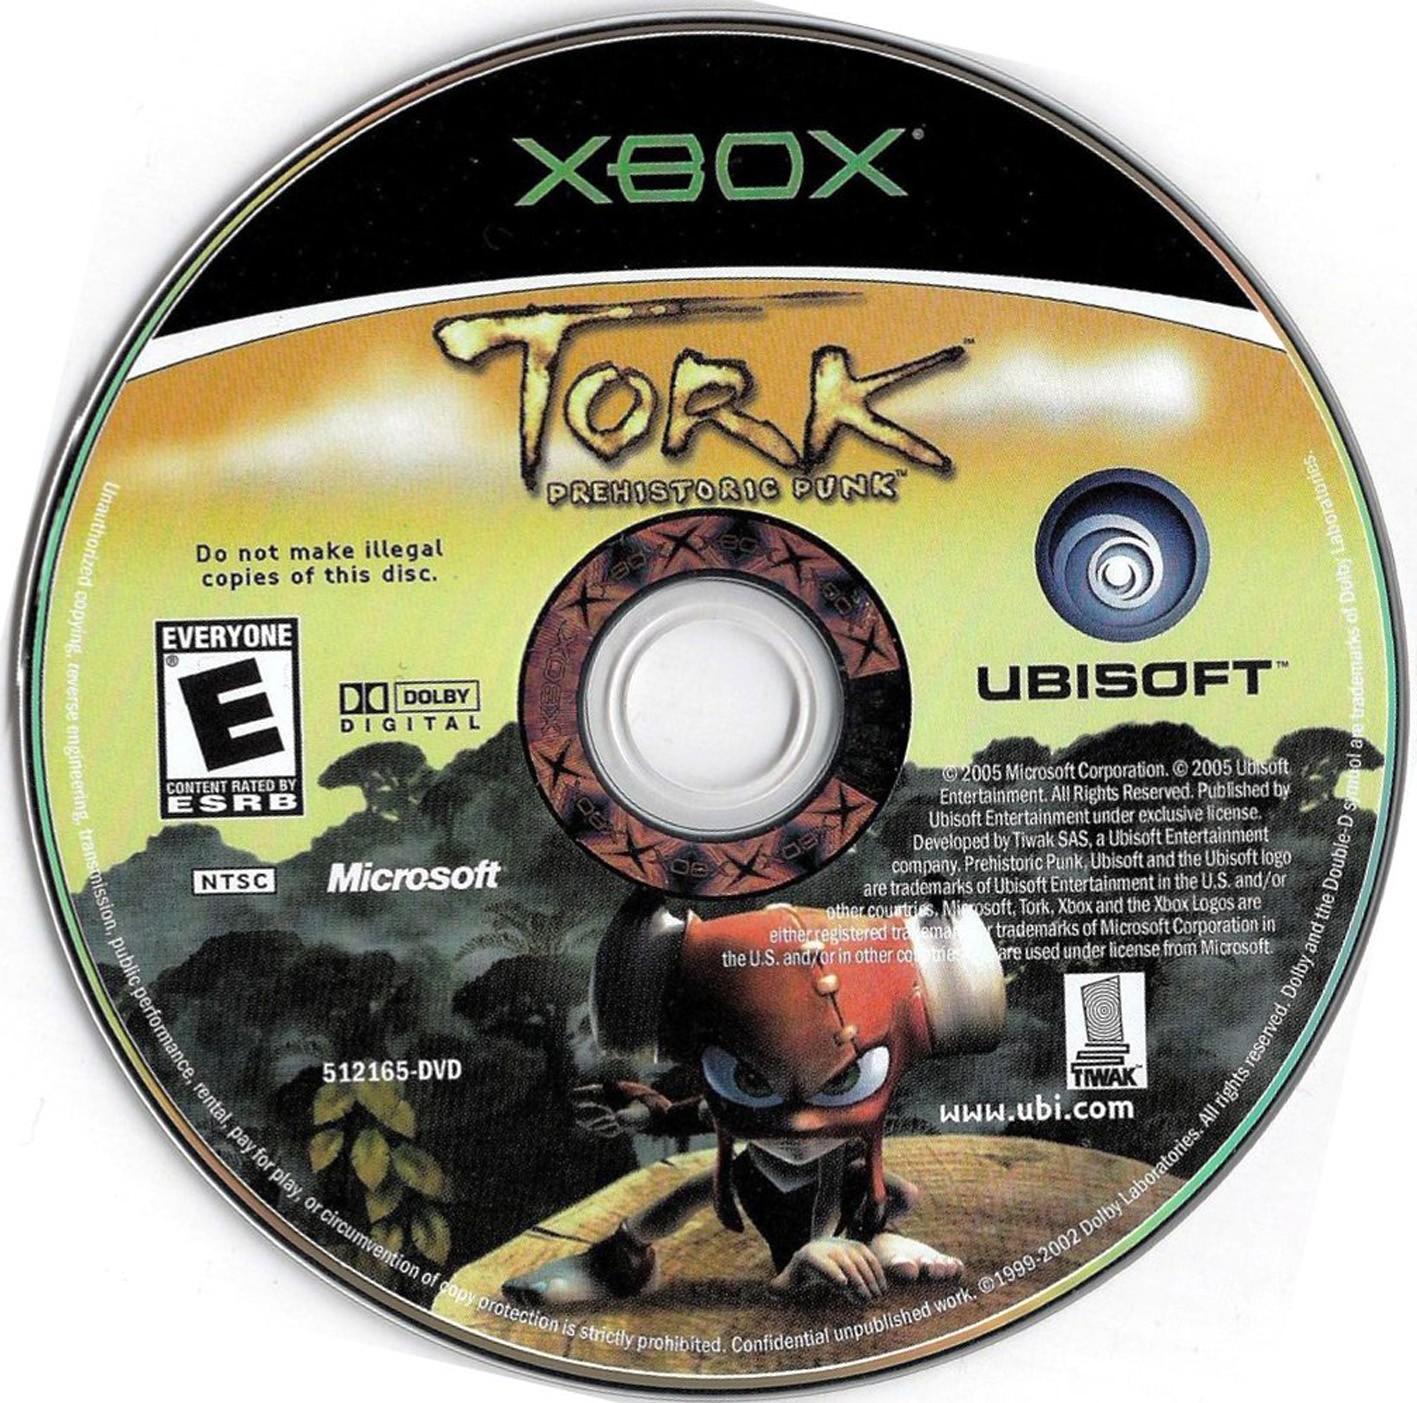 XBOX®
TORK™
PREHISTORIC PUNK™
Do not make illegal
copies of this disc.
EVERYONE
E®
CONTENT RATED BY
ESRB
DOLBY
DIGITAL
UBISOFT™
NTSC
Microsoft
© 2005 Microsoft Corporation. © 2005 Ubisoft
Entertainment. All Rights Reserved. Published by
Ubisoft Entertainment under exclusive license.
Developed by Tiwak SAS, a Ubisoft Entertainment
company. Prehistoric Punk, Ubisoft and the Ubisoft logo
are trademarks of Ubisoft Entertainment in the U.S. and/or
other countries. Microsoft, Tork, Xbox and the Xbox Logos are
either registered trademarks or trademarks of Microsoft Corporation in
the U.S. and/or in other countries and are used under license from Microsoft.
512165-DVD
TIWAK
www.ubi.com
Unauthorized copying, reverse engineering, transmission, public performance, rental, pay for play, or circumvention of copy protection is strictly prohibited. Confidential unpublished work. ©1999-2002 Dolby Laboratories. All rights reserved. Dolby and the Double-D symbol are trademarks of Dolby Laboratories.